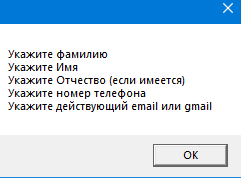 Укажите фамилию
Укажите Имя
Укажите Отчество (если имеется)
Укажите номер телефона
Укажите действующий email или gmail
OK